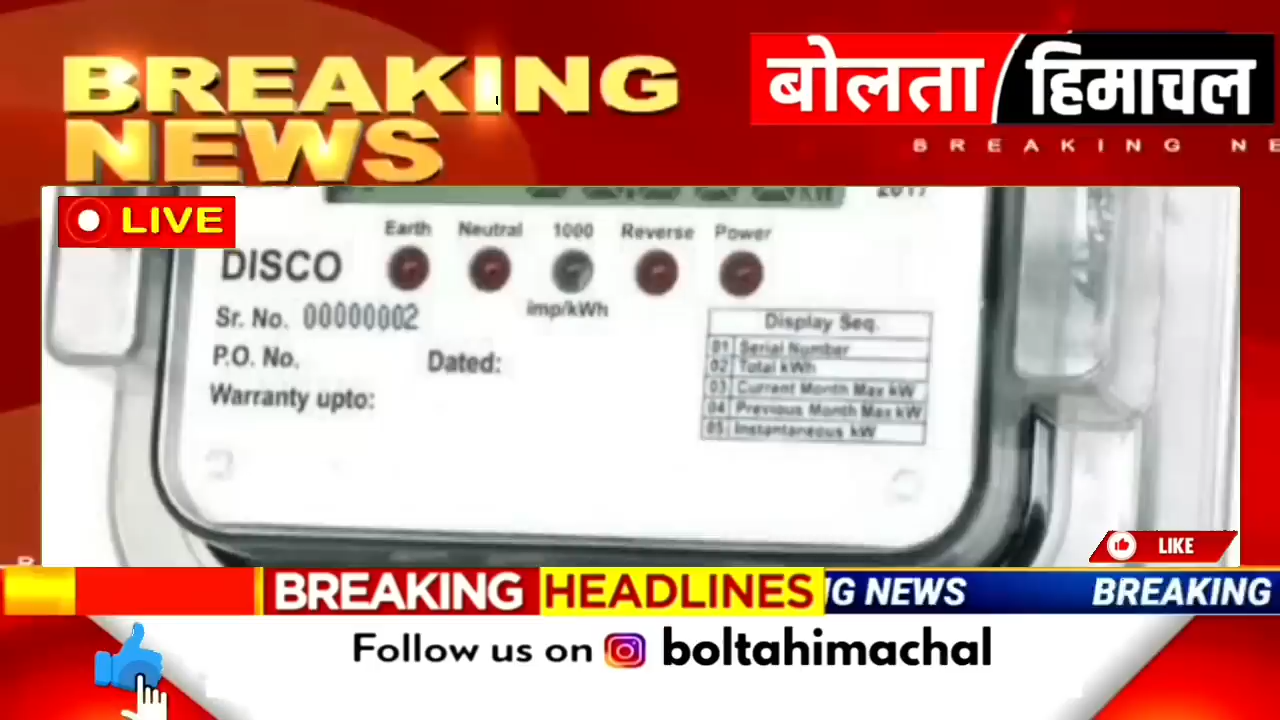 BREAKING
NEWS
बोलता हिमाचल
BREAKING NE
LIVE
2017
Earth Neutral 1000 Reverse Power
DISCO
imp/kWh
Sr. No. 00000002
P.O. No. Dated:
Warranty upto:
Display Seq.
01 Serial Number
02 Total kWh
03 Current Month Max kW
04 Previous Month Max kW
05 Instantaneous kW
LIKE
BREAKING HEADLINES NG NEWS BREAKING
Follow us on boltahimachal